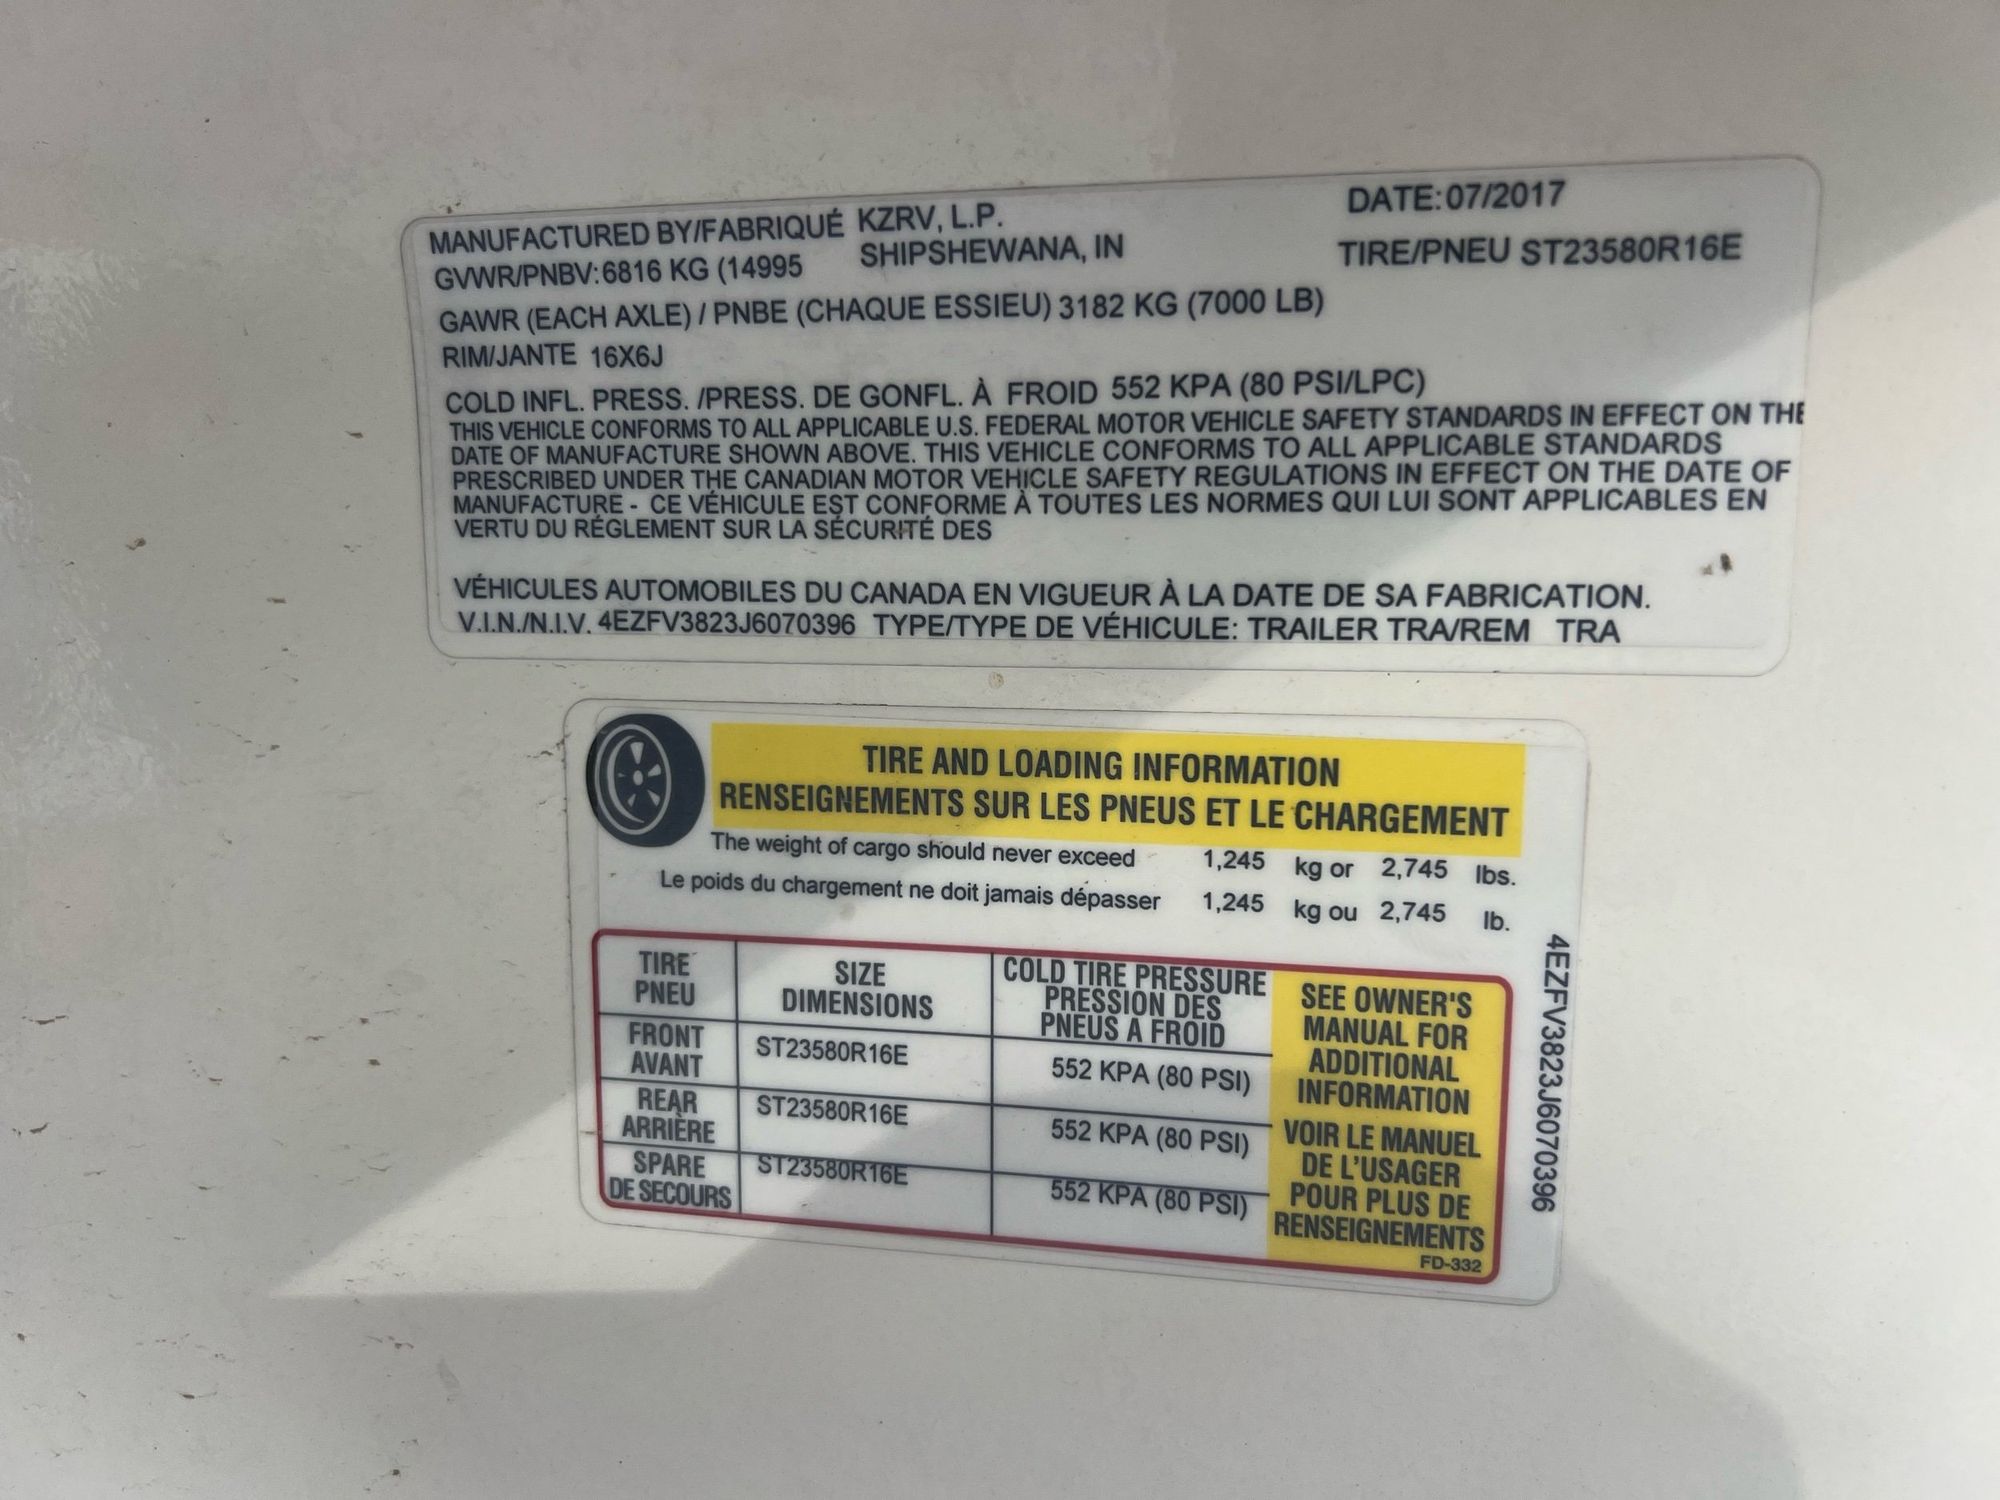 MANUFACTURED BY/FABRIQUÉ KZRV, L.P. DATE:07/2017
SHIPSHEWANA, IN
GVWR/PNBV:6816 KG (14995 TIRE/PNEU ST23580R16E
GAWR (EACH AXLE) / PNBE (CHAQUE ESSIEU) 3182 KG (7000 LB)
RIM/JANTE 16X6J
COLD INFL. PRESS. /PRESS. DE GONFL. À FROID 552 KPA (80 PSI/LPC)
THIS VEHICLE CONFORMS TO ALL APPLICABLE U.S. FEDERAL MOTOR VEHICLE SAFETY STANDARDS IN EFFECT ON THE
DATE OF MANUFACTURE SHOWN ABOVE. THIS VEHICLE CONFORMS TO ALL APPLICABLE STANDARDS
PRESCRIBED UNDER THE CANADIAN MOTOR VEHICLE SAFETY REGULATIONS IN EFFECT ON THE DATE OF
MANUFACTURE - CE VÉHICULE EST CONFORME À TOUTES LES NORMES QUI LUI SONT APPLICABLES EN
VERTU DU RÉGLEMENT SUR LA SÉCURITÉ DES
VÉHICULES AUTOMOBILES DU CANADA EN VIGUEUR À LA DATE DE SA FABRICATION.
V.I.N./N.I.V. 4EZFV3823J6070396 TYPE/TYPE DE VÉHICULE: TRAILER TRA/REM TRA
TIRE AND LOADING INFORMATION
RENSEIGNEMENTS SUR LES PNEUS ET LE CHARGEMENT
The weight of cargo should never exceed 1,245 kg or 2,745 lbs.
Le poids du chargement ne doit jamais dépasser 1,245 kg ou 2,745 lb.
TIRE
PNEU
SIZE
DIMENSIONS
COLD TIRE PRESSURE
PRESSION DES
PNEUS A FROID
FRONT
AVANT
ST23580R16E
552 KPA (80 PSI)
REAR
ARRIÈRE
ST23580R16E
552 KPA (80 PSI)
SPARE
DE SECOURS
ST23580R16E
552 KPA (80 PSI)
SEE OWNER'S
MANUAL FOR
ADDITIONAL
INFORMATION
VOIR LE MANUEL
DE L'USAGER
POUR PLUS DE
RENSEIGNEMENTS
FD-332
4EZFV3823J6070396